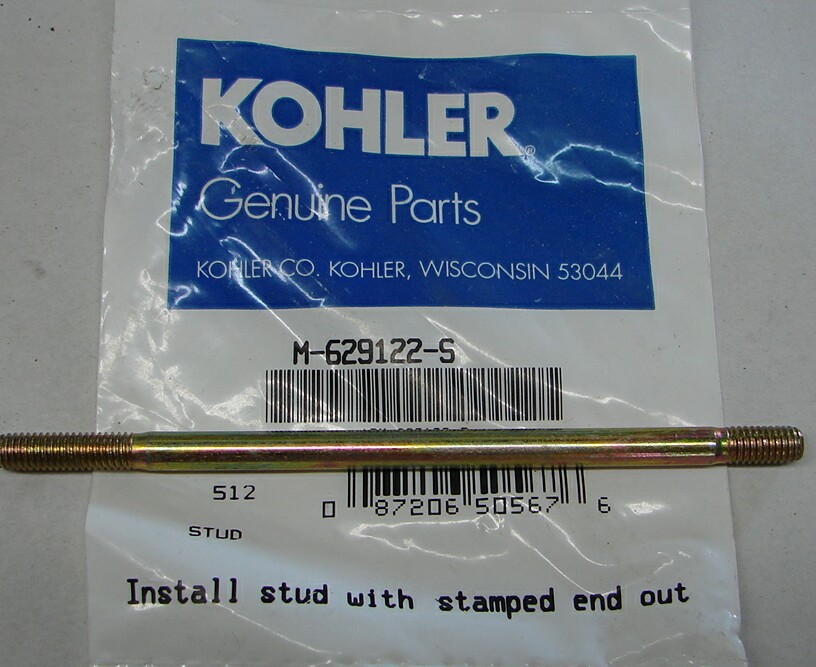 KOHLER®
Genuine Parts
KOHLER CO. KOHLER, WISCONSIN 53044
M-629122-S
512
0 87206 50567 6
STUD
Install stud with stamped end out